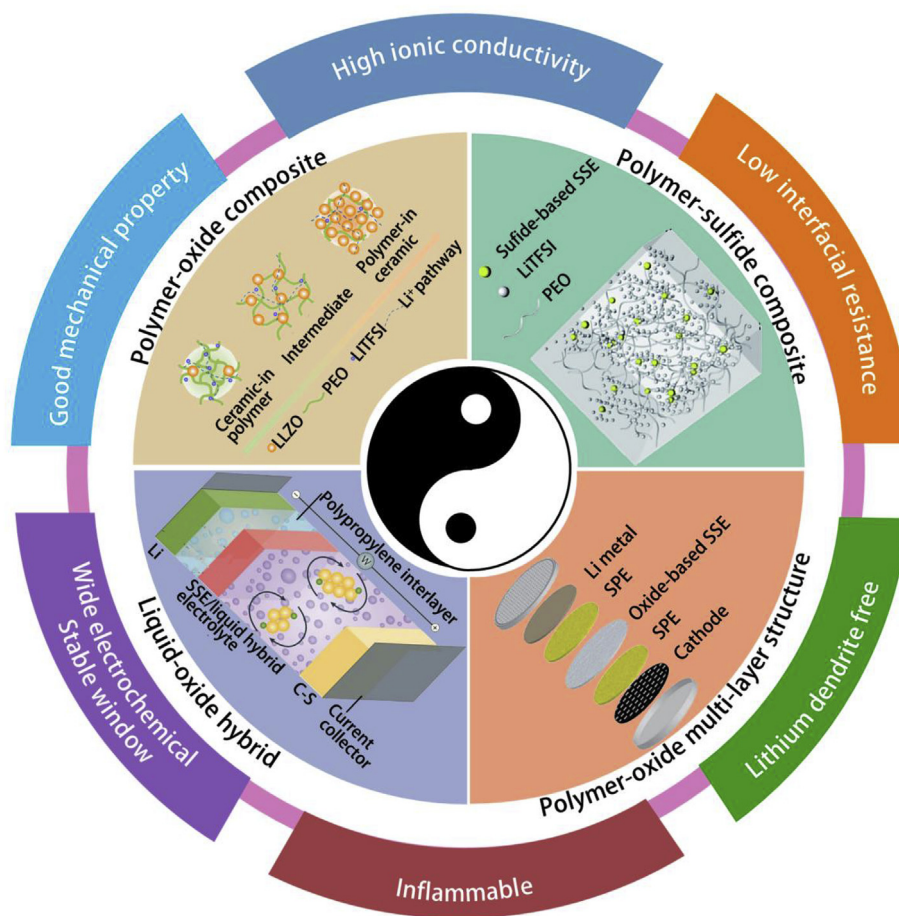 High ionic conductivity
Low interfacial
resistance
Lithium dendrite free
Inflammable
Wide electrochemical
Stable window
Good mechanical property
Polymer-oxide composite
Ceramic-in
polymer
Intermediate
Polymer-in
ceramic
LLZO
PEO
LITFSI
Li⁺ pathway
Polymer-sulfide composite
Sufide-based SSE
LiTFSI
PEO
Liquid-oxide hybrid
Li
SSE/liquid hybrid
electrolyte
C-S
Current
collector
Polypropylene interlayer
W
Polymer-oxide multi-layer structure
Li metal
SPE
Oxide-based SSE
SPE
Cathode